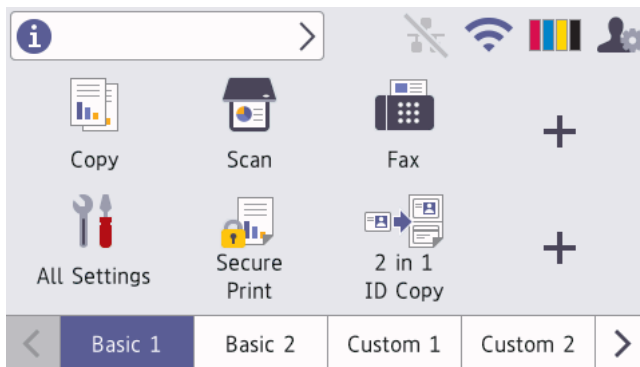 Copy
Scan
Fax
All Settings
Secure
Print
2 in 1
ID Copy
Basic 1
Basic 2
Custom 1
Custom 2